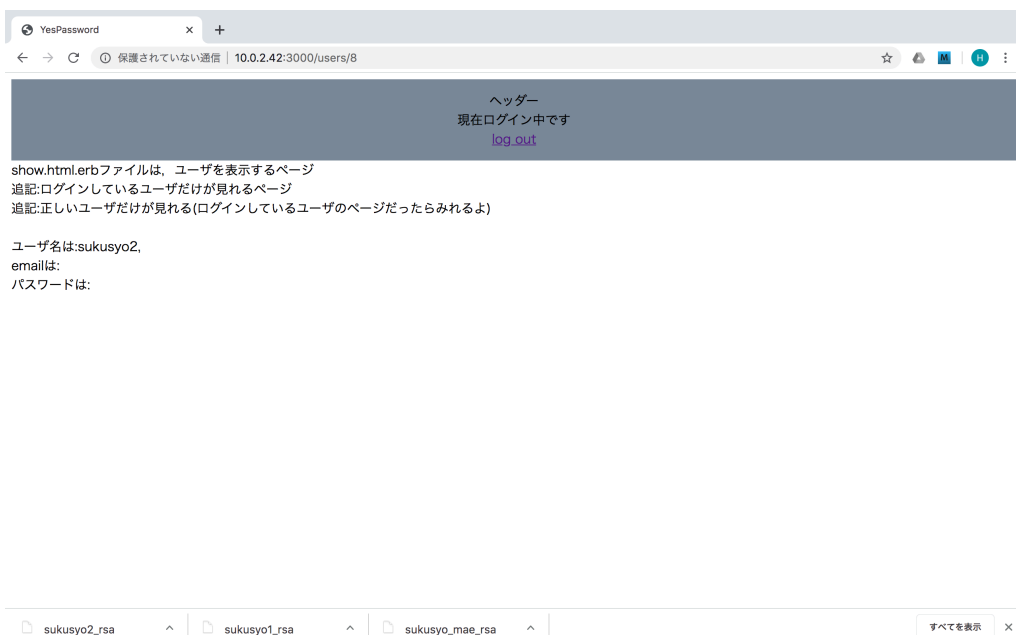 YesPassword
保護されていない通信 10.0.2.42:3000/users/8
M
H
ヘッダー
現在ログイン中です
log out
show.html.erbファイルは，ユーザを表示するページ
追記:ログインしているユーザだけが見れるページ
追記:正しいユーザだけが見れる(ログインしているユーザのページだったらみれるよ)
ユーザ名は:sukusyo2,
emailは:
パスワードは:
sukusyo2_rsa
sukusyo1_rsa
sukusyo_mae_rsa
すべてを表示